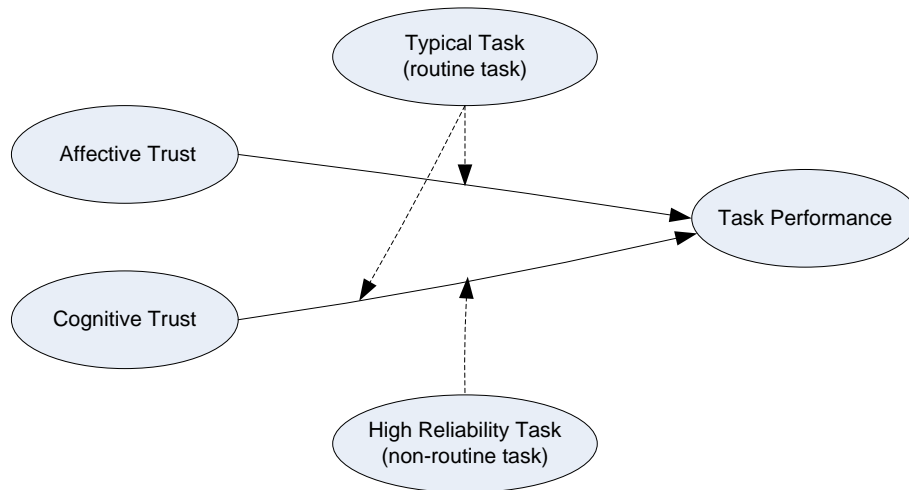 Typical Task
(routine task)
Affective Trust
Task Performance
Cognitive Trust
High Reliability Task
(non-routine task)